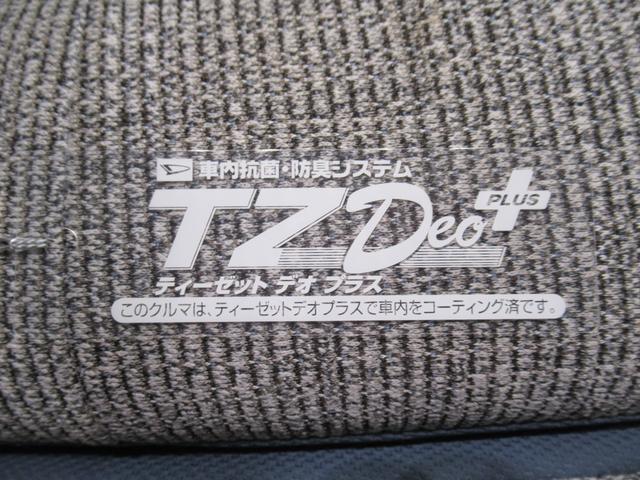 車内抗菌・防臭システム
TZ Deo PLUS
ティーゼット デオ プラス
このクルマは、ティーゼットデオプラスで車内をコーティング済です。